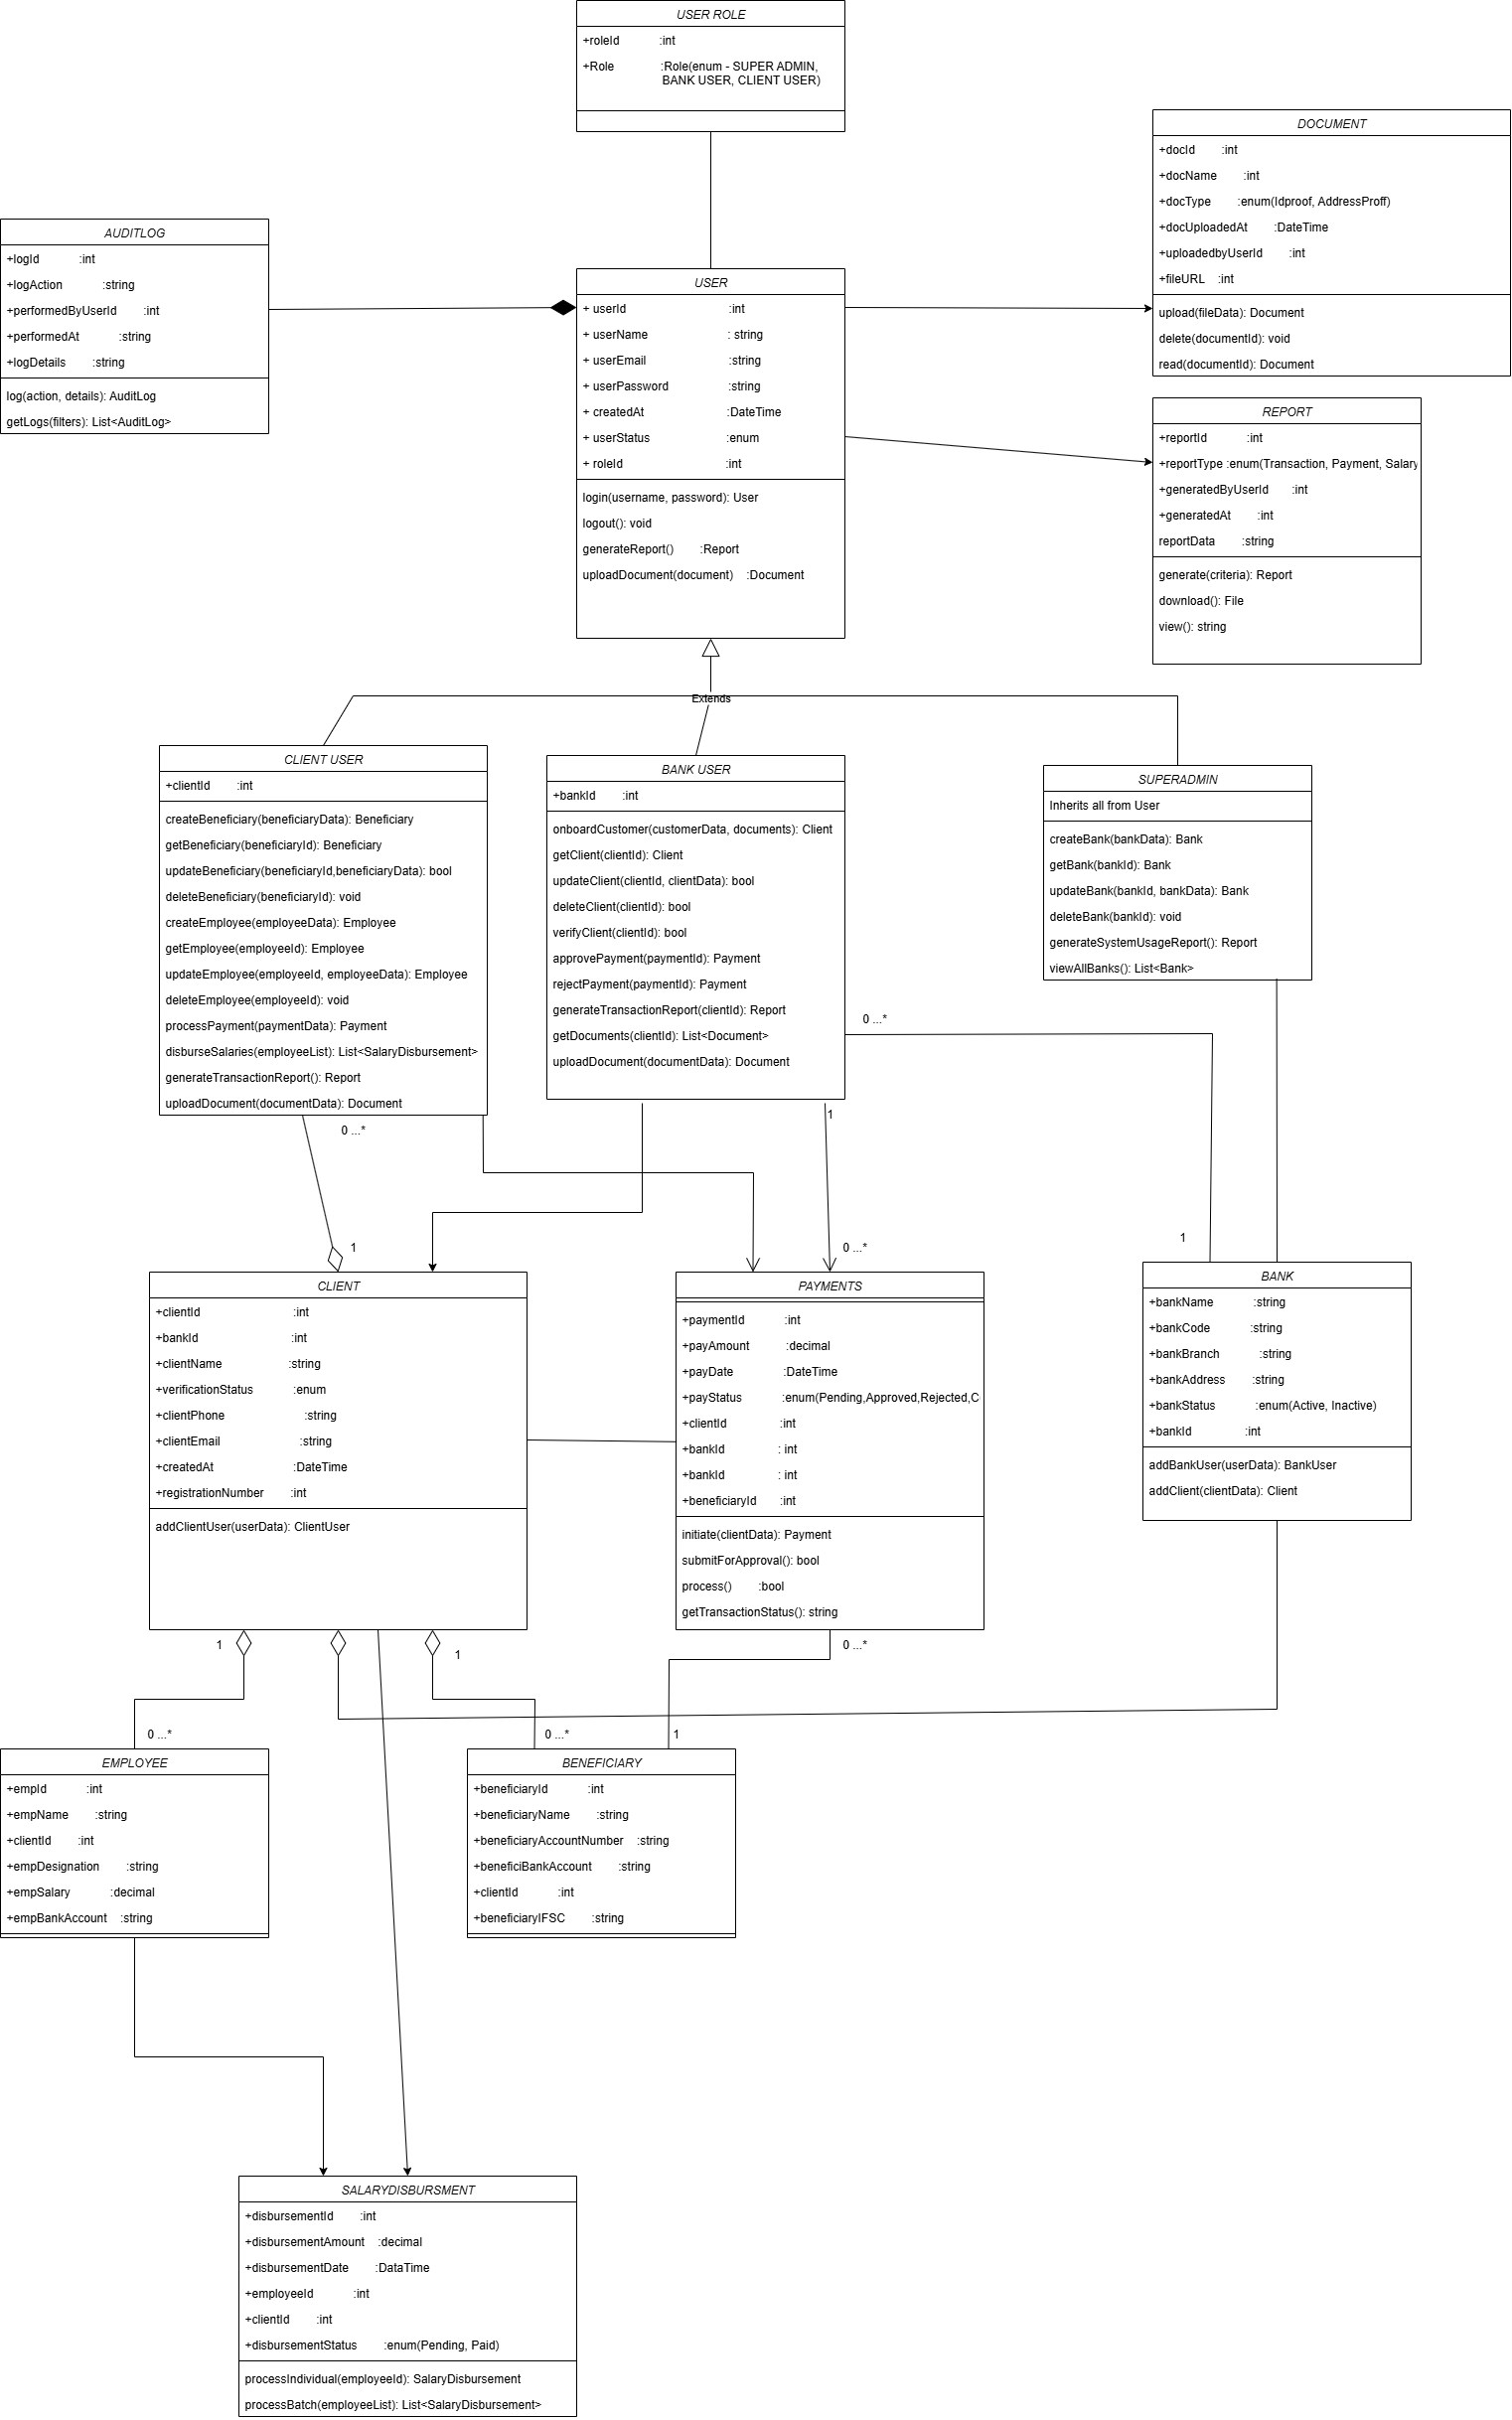 USER ROLE
+roleId :int
+Role :Role(enum - SUPER ADMIN,
BANK USER, CLIENT USER)
DOCUMENT
+docId :int
+docName :int
+docType :enum(Idproof, AddressProff)
+docUploadedAt :DateTime
+uploadedbyUserId :int
+fileURL :int
upload(fileData): Document
delete(documentId): void
read(documentId): Document
AUDITLOG
+logId :int
+logAction :string
+performedByUserId :int
+performedAt :string
+logDetails :string
log(action, details): AuditLog
getLogs(filters): List<AuditLog>
USER
+ userId :int
+ userName : string
+ userEmail :string
+ userPassword :string
+ createdAt :DateTime
+ userStatus :enum
+ roleId :int
login(username, password): User
logout(): void
generateReport() :Report
uploadDocument(document) :Document
REPORT
+reportId :int
+reportType :enum(Transaction, Payment, Salary
+generatedByUserId :int
+generatedAt :int
reportData :string
generate(criteria): Report
download(): File
view(): string
Extends
CLIENT USER
+clientId :int
createBeneficiary(beneficiaryData): Beneficiary
getBeneficiary(beneficiaryId): Beneficiary
updateBeneficiary(beneficiaryId,beneficiaryData): bool
deleteBeneficiary(beneficiaryId): void
createEmployee(employeeData): Employee
getEmployee(employeeId): Employee
updateEmployee(employeeId, employeeData): Employee
deleteEmployee(employeeId): void
processPayment(paymentData): Payment
disburseSalaries(employeeList): List<SalaryDisbursement>
generateTransactionReport(): Report
uploadDocument(documentData): Document
BANK USER
+bankId :int
onboardCustomer(customerData, documents): Client
getClient(clientId): Client
updateClient(clientId, clientData): bool
deleteClient(clientId): bool
verifyClient(clientId): bool
approvePayment(paymentId): Payment
rejectPayment(paymentId): Payment
generateTransactionReport(clientId): Report
getDocuments(clientId): List<Document>
uploadDocument(documentData): Document
SUPERADMIN
Inherits all from User
createBank(bankData): Bank
getBank(bankId): Bank
updateBank(bankId, bankData): Bank
deleteBank(bankId): void
generateSystemUsageReport(): Report
viewAllBanks(): List<Bank>
0 ...*
1
0 ...*
1
0 ...*
1
CLIENT
+clientId :int
+bankId :int
+clientName :string
+verificationStatus :enum
+clientPhone :string
+clientEmail :string
+createdAt :DateTime
+registrationNumber :int
addClientUser(userData): ClientUser
PAYMENTS
+paymentId :int
+payAmount :decimal
+payDate :DateTime
+payStatus :enum(Pending,Approved,Rejected,C
+clientId :int
+bankId : int
+bankId : int
+beneficiaryId :int
initiate(clientData): Payment
submitForApproval(): bool
process() :bool
getTransactionStatus(): string
BANK
+bankName :string
+bankCode :string
+bankBranch :string
+bankAddress :string
+bankStatus :enum(Active, Inactive)
+bankId :int
addBankUser(userData): BankUser
addClient(clientData): Client
1
1
0 ...*
0 ...*
0 ...*
1
EMPLOYEE
+empId :int
+empName :string
+clientId :int
+empDesignation :string
+empSalary :decimal
+empBankAccount :string
BENEFICIARY
+beneficiaryId :int
+beneficiaryName :string
+beneficiaryAccountNumber :string
+beneficiBankAccount :string
+clientId :int
+beneficiaryIFSC :string
SALARYDISBURSMENT
+disbursementId :int
+disbursementAmount :decimal
+disbursementDate :DataTime
+employeeId :int
+clientId :int
+disbursementStatus :enum(Pending, Paid)
processIndividual(employeeId): SalaryDisbursement
processBatch(employeeList): List<SalaryDisbursement>